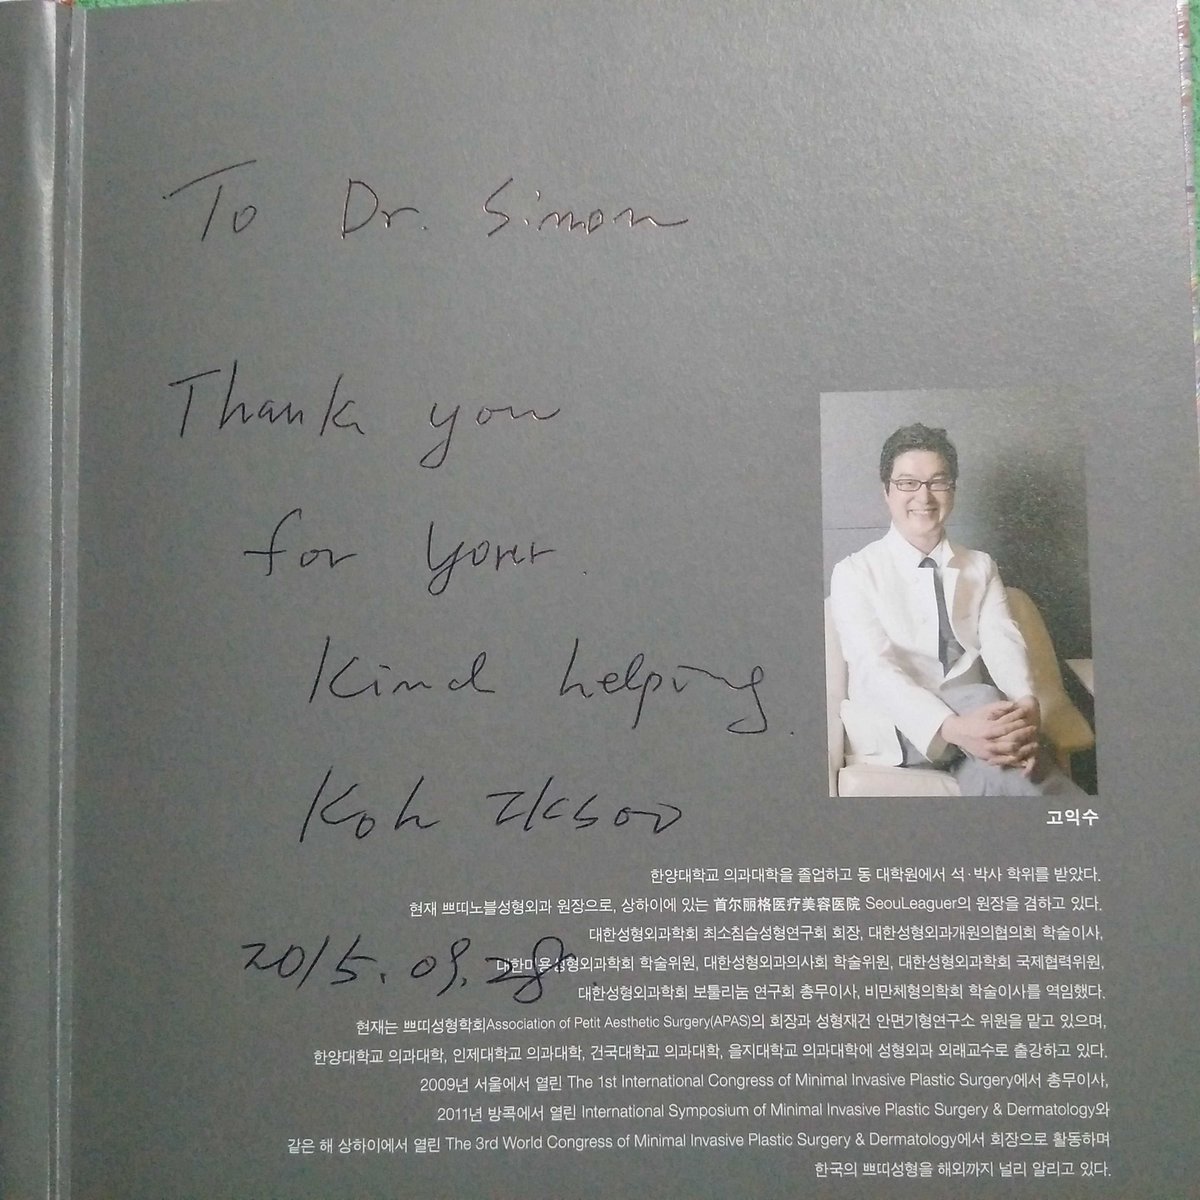 To Dr. Simon
Thank you
for your
kind helping.
Koh Iksoo
2015. 09. 28.
고익수
한양대학교 의과대학을 졸업하고 동 대학원에서 석·박사 학위를 받았다.
현재 쁘띠노블성형외과 원장으로, 상하이에 있는 首尔丽格医疗美容医院 SeouLeaguer의 원장을 겸하고 있다.
대한성형외과학회 최소침습성형연구회 회장, 대한성형외과개원의협의회 학술이사,
대한미용성형외과학회 학술위원, 대한성형외과의사회 학술위원, 대한성형외과학회 국제협력위원,
대한성형외과학회 보툴리눔 연구회 총무이사, 비만체형의학회 학술이사를 역임했다.
현재는 쁘띠성형학회Association of Petit Aesthetic Surgery(APAS)의 회장과 성형재건 안면기형연구소 위원을 맡고 있으며,
한양대학교 의과대학, 인제대학교 의과대학, 건국대학교 의과대학, 을지대학교 의과대학에 성형외과 외래교수로 출강하고 있다.
2009년 서울에서 열린 The 1st International Congress of Minimal Invasive Plastic Surgery에서 총무이사,
2011년 방콕에서 열린 International Symposium of Minimal Invasive Plastic Surgery & Dermatology와
같은 해 상하이에서 열린 The 3rd World Congress of Minimal Invasive Plastic Surgery & Dermatology에서 회장으로 활동하며
한국의 쁘띠성형을 해외까지 널리 알리고 있다.